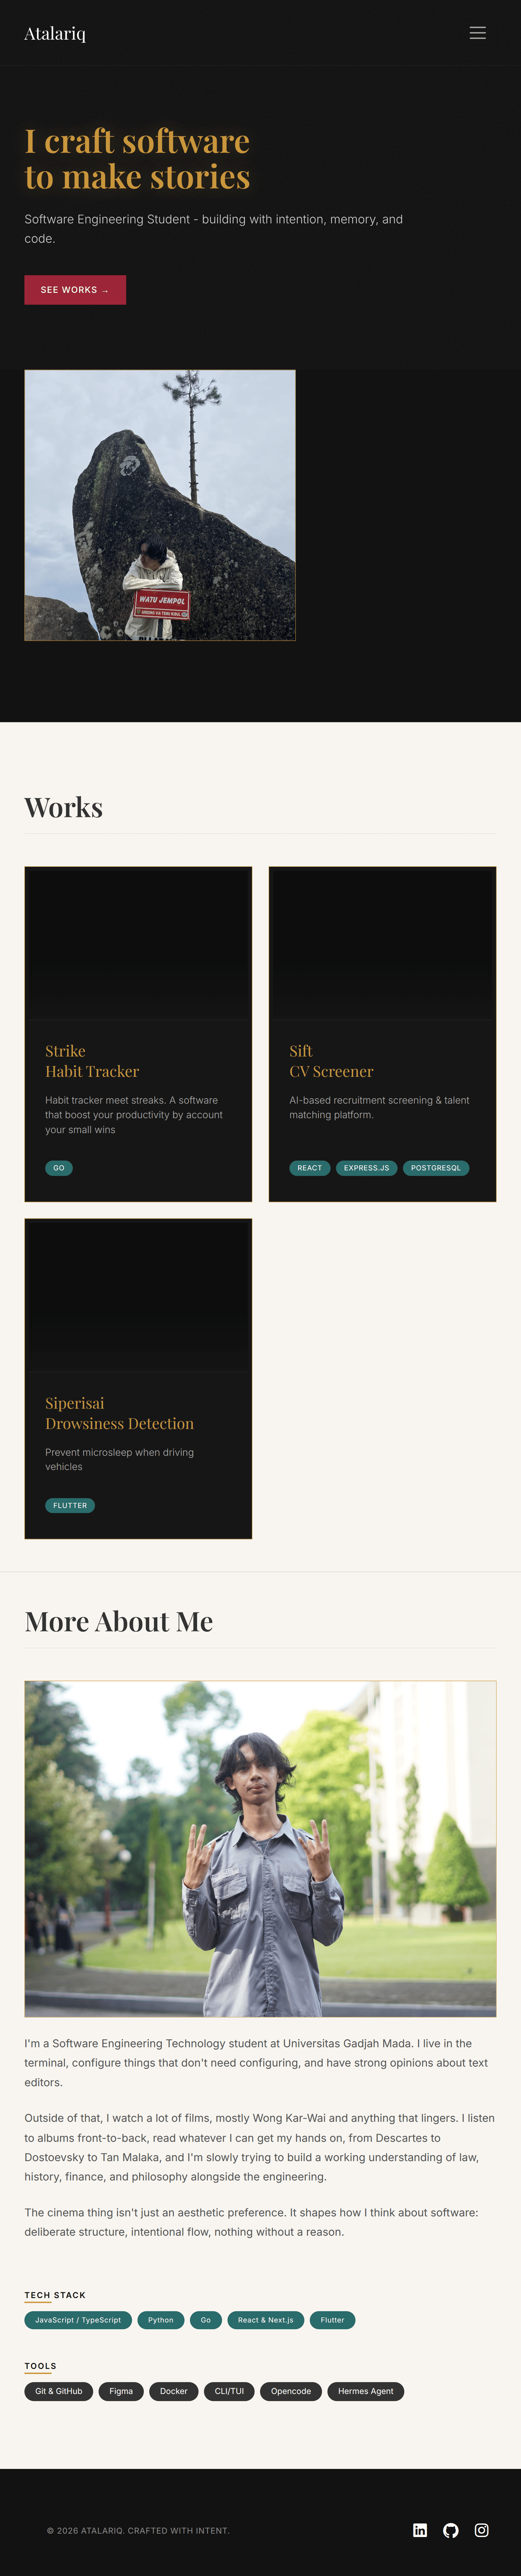 Atalariq
I craft software
to make stories
Software Engineering Student - building with intention, memory, and
code.
SEE WORKS →
WATU JEMPOL
Works
Strike
Habit Tracker
Habit tracker meet streaks. A software
that boost your productivity by account
your small wins
GO
Sift
CV Screener
AI-based recruitment screening & talent
matching platform.
REACT EXPRESS.JS POSTGRESQL
Siperisai
Drowsiness Detection
Prevent microsleep when driving
vehicles
FLUTTER
More About Me
I'm a Software Engineering Technology student at Universitas Gadjah Mada. I live in the
terminal, configure things that don't need configuring, and have strong opinions about text
editors.
Outside of that, I watch a lot of films, mostly Wong Kar-Wai and anything that lingers. I listen
to albums front-to-back, read whatever I can get my hands on, from Descartes to
Dostoevsky to Tan Malaka, and I'm slowly trying to build a working understanding of law,
history, finance, and philosophy alongside the engineering.
The cinema thing isn't just an aesthetic preference. It shapes how I think about software:
deliberate structure, intentional flow, nothing without a reason.
TECH STACK
JavaScript / TypeScript Python Go React & Next.js Flutter
TOOLS
Git & GitHub Figma Docker CLI/TUI Opencode Hermes Agent
© 2026 ATALARIQ. CRAFTED WITH INTENT.